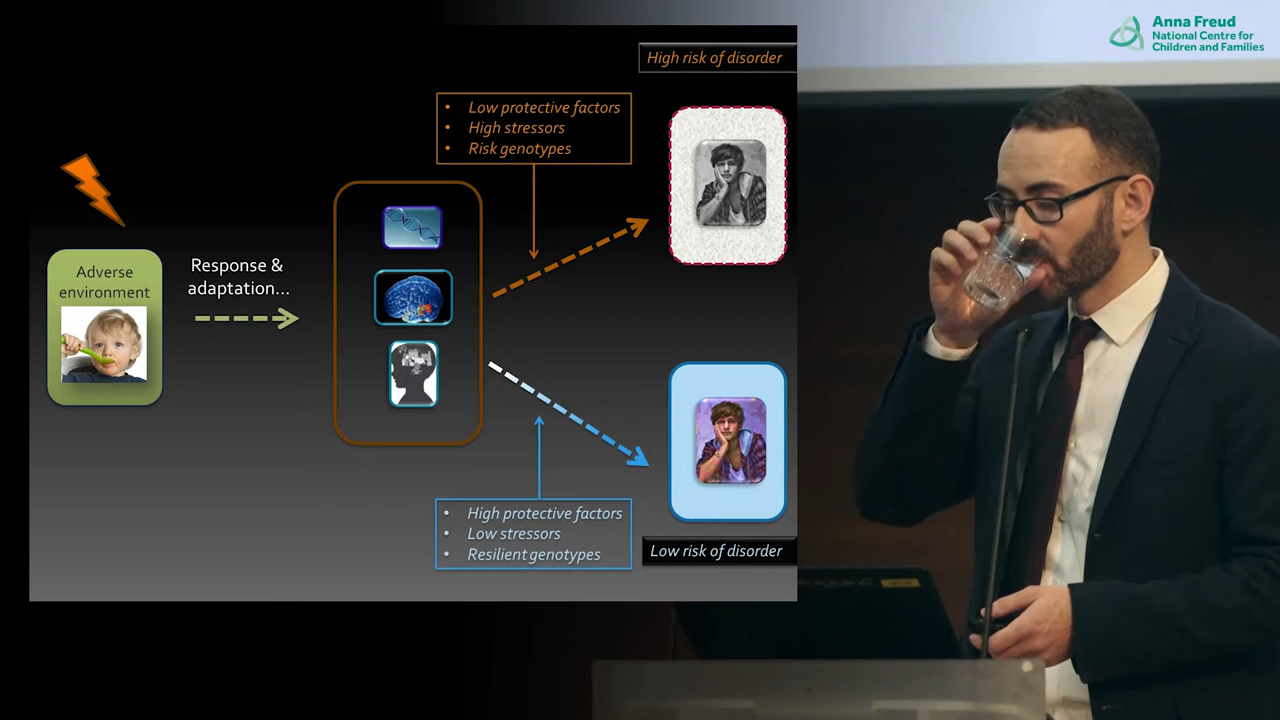 Anna Freud
National Centre for
Children and Families
High risk of disorder
• Low protective factors
• High stressors
• Risk genotypes
Adverse
environment
Response &
adaptation...
• High protective factors
• Low stressors
• Resilient genotypes
Low risk of disorder